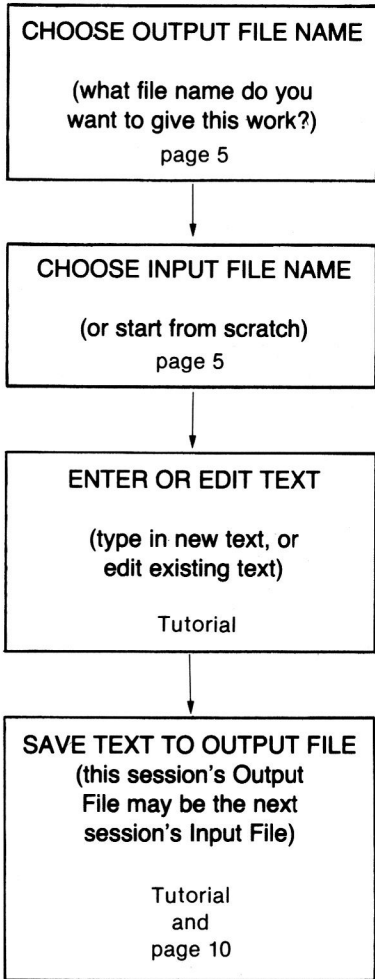 CHOOSE OUTPUT FILE NAME
(what file name do you
want to give this work?)
page 5
CHOOSE INPUT FILE NAME
(or start from scratch)
page 5
ENTER OR EDIT TEXT
(type in new text, or
edit existing text)
Tutorial
SAVE TEXT TO OUTPUT FILE
(this session's Output
File may be the next
session's Input File)
Tutorial
and
page 10